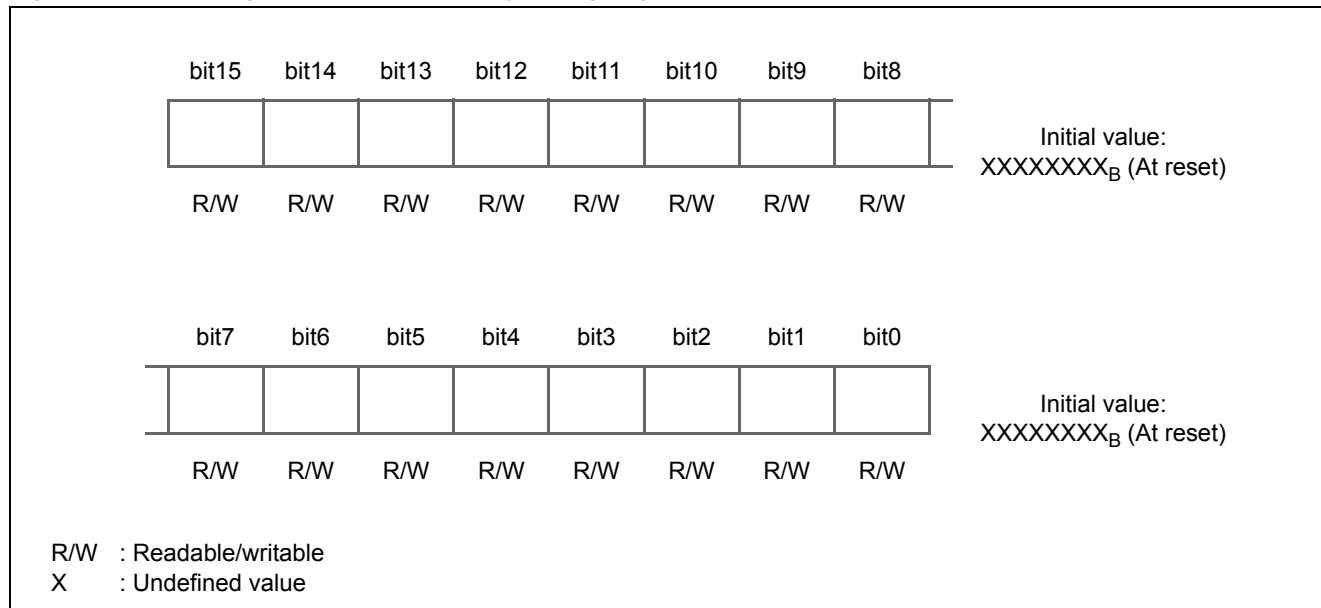 bit15 bit14 bit13 bit12 bit11 bit10 bit9 bit8
Initial value:
XXXXXXXXB (At reset)
R/W R/W R/W R/W R/W R/W R/W R/W
bit7 bit6 bit5 bit4 bit3 bit2 bit1 bit0
Initial value:
XXXXXXXXB (At reset)
R/W R/W R/W R/W R/W R/W R/W R/W
R/W : Readable/writable
X : Undefined value